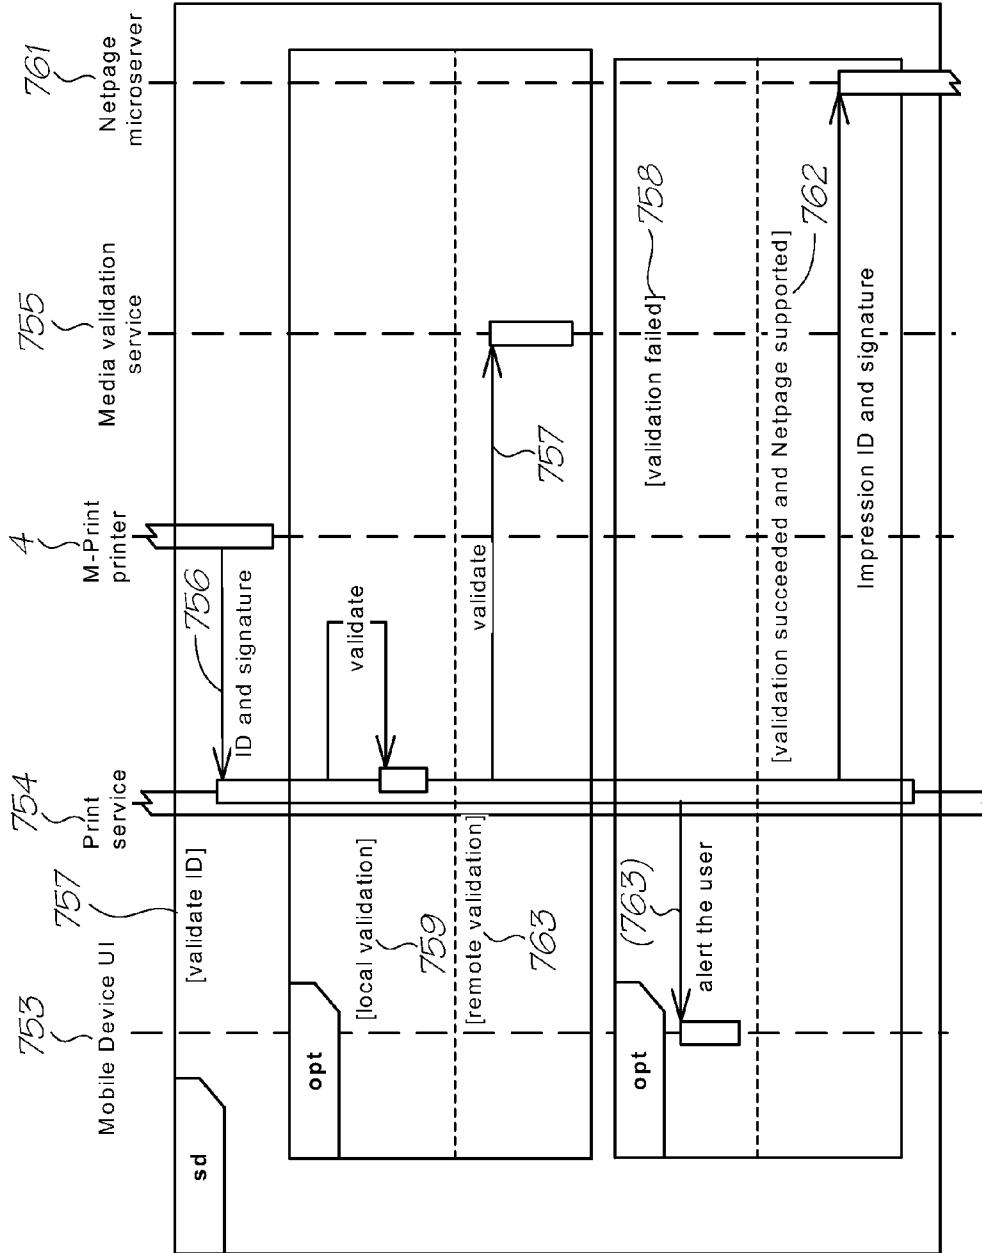 753
Mobile Device UI
757
754
Print
service
4
M-Print
printer
755
Media validation
service
761
Netpage
microserver
sd
[validate ID]
756
ID and signature
opt
[local validation]
759
validate
[remote validation]
763
validate
757
opt
(763)
alert the user
[validation failed]
758
[validation succeeded and Netpage supported]
762
Impression ID and signature